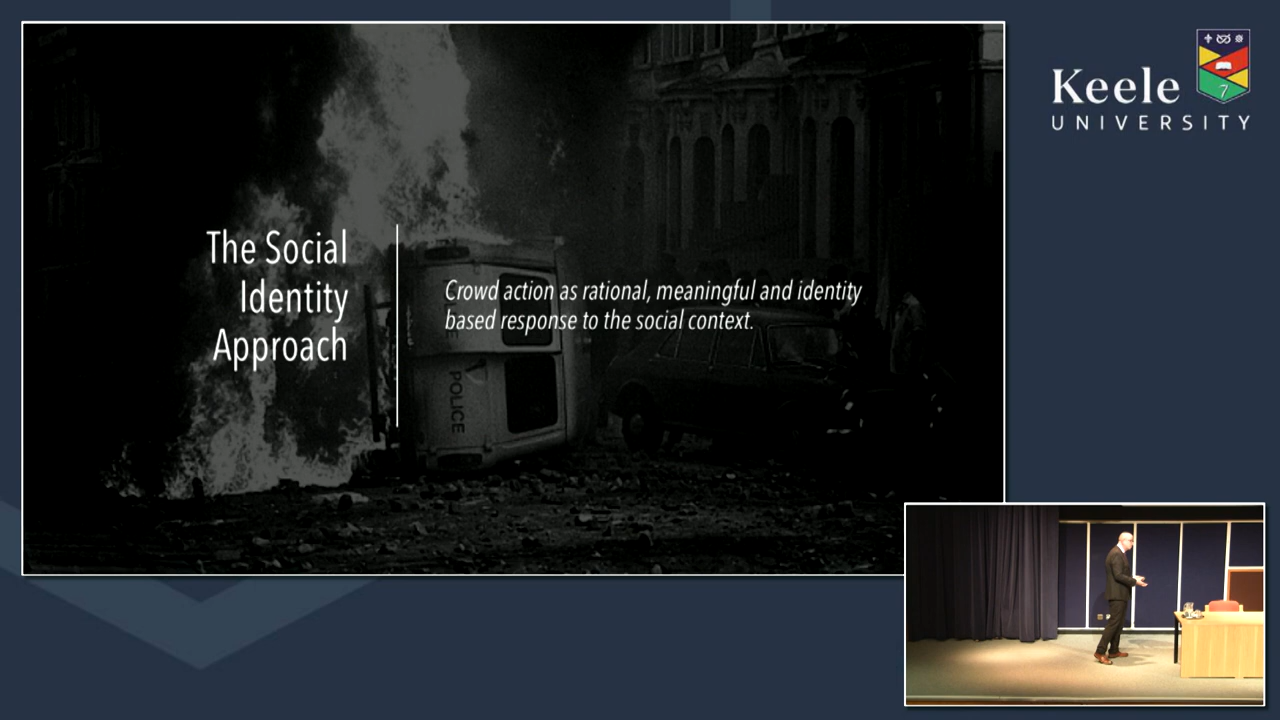 The Social
Identity
Approach
Crowd action as rational, meaningful and identity
based response to the social context.
POLICE
Keele
UNIVERSITY